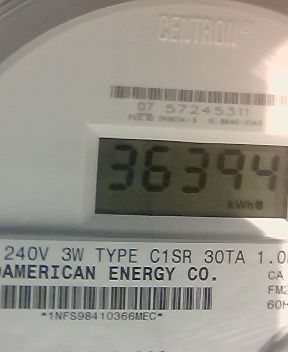 CENTRON®
07 57245311
36394
kWh
240V 3W TYPE C1SR 30TA 1.0
AMERICAN ENERGY CO.
CA
FM2
60H
*1NFS98410366MEC*